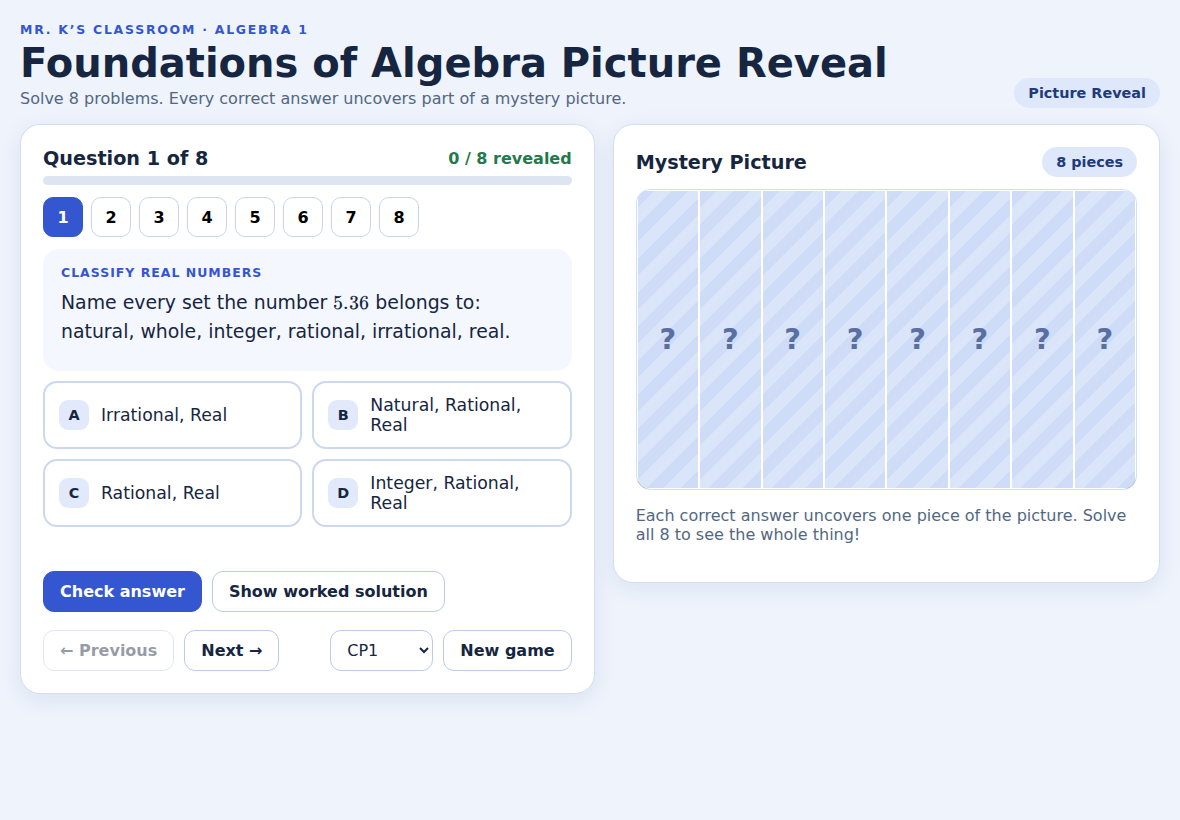 MR. K’S CLASSROOM · ALGEBRA 1
Foundations of Algebra Picture Reveal
Solve 8 problems. Every correct answer uncovers part of a mystery picture.
Picture Reveal
Question 1 of 8
0 / 8 revealed
1 2 3 4 5 6 7 8
CLASSIFY REAL NUMBERS
Name every set the number 5.36 belongs to:
natural, whole, integer, rational, irrational, real.
A Irrational, Real
B Natural, Rational,
Real
C Rational, Real
D Integer, Rational,
Real
Check answer
Show worked solution
← Previous
Next →
CP1
New game
Mystery Picture
8 pieces
? ? ? ? ? ? ? ?
Each correct answer uncovers one piece of the picture. Solve
all 8 to see the whole thing!